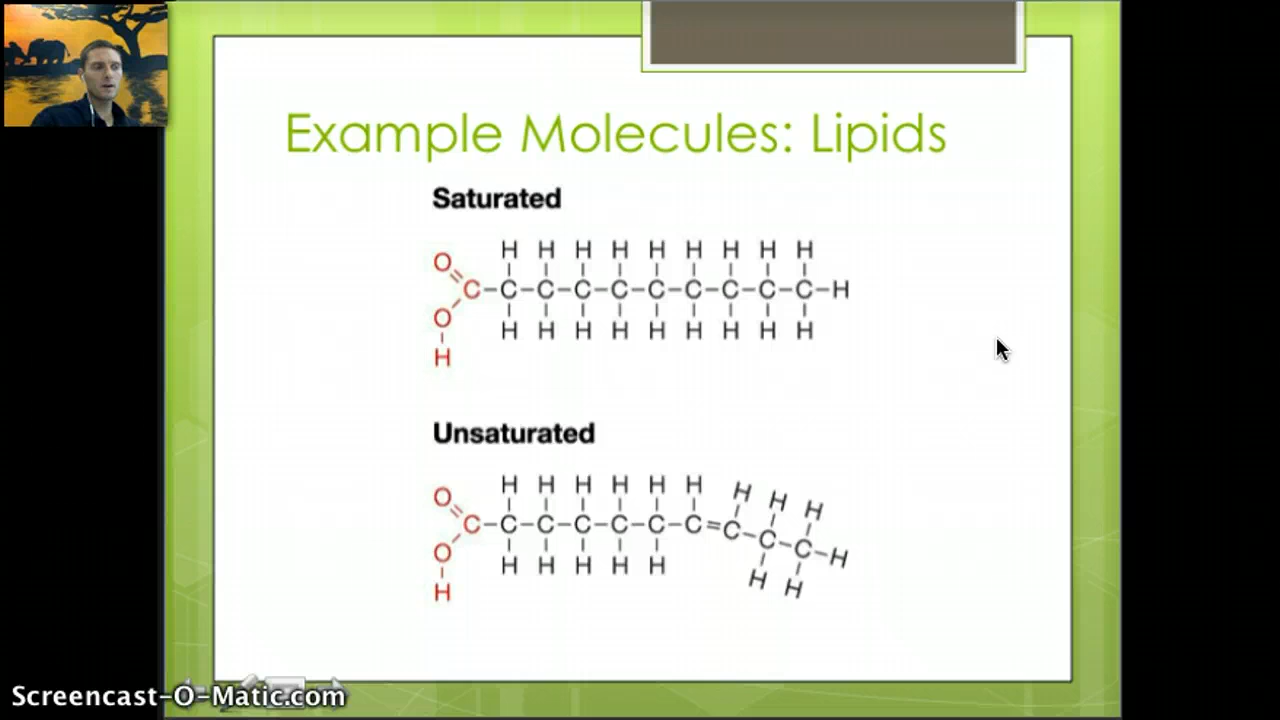 Example Molecules: Lipids
Saturated
H H H H H H H H H
O
C-C-C-C-C-C-C-C-C-C-H
O
H H H H H H H H H
H
Unsaturated
H H H H H H H H H
O
C-C-C-C-C-C-C=C-C-C-H
O
H H H H H H H
H
Screencast-O-Matic.com